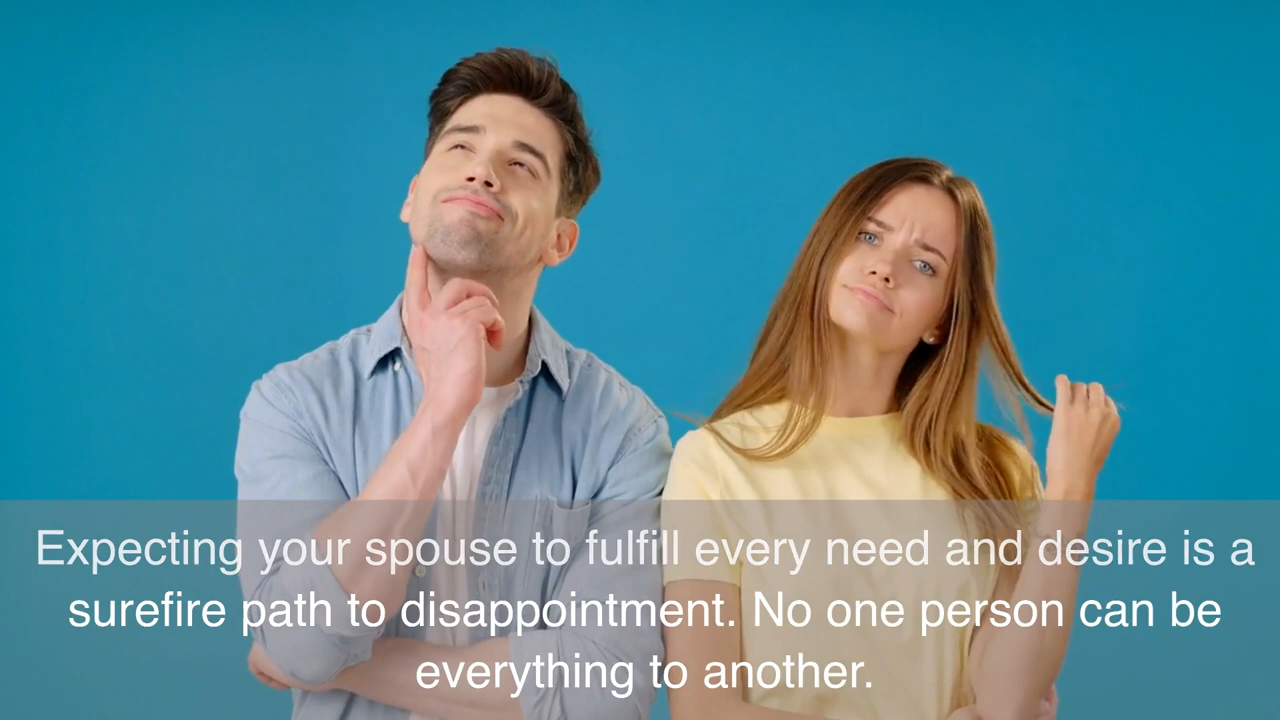 Expecting your spouse to fulfill every need and desire is a
surefire path to disappointment. No one person can be
everything to another.